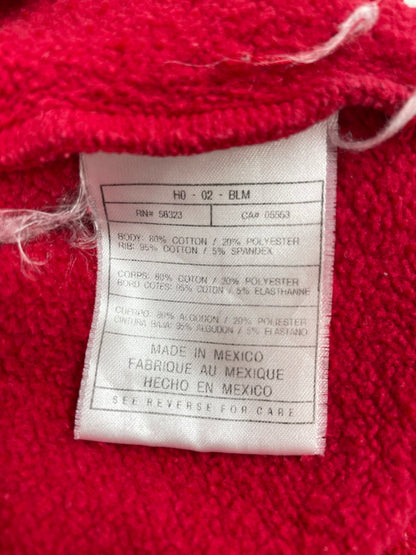 H0 - 02 - BLM
RN# 56323 CA# 05553
BODY: 80% COTTON / 20% POLYESTER
RIB: 95% COTTON / 5% SPANDEX
CORPS: 80% COTON / 20% POLYESTER
BORD COTES: 95% COTON / 5% ELASTHANNE
CUERPO: 80% ALGODON / 20% POLIESTER
CINTURA BAJA: 95% ALGODON / 5% ELASTANO
MADE IN MEXICO
FABRIQUE AU MEXIQUE
HECHO EN MEXICO
SEE REVERSE FOR CARE